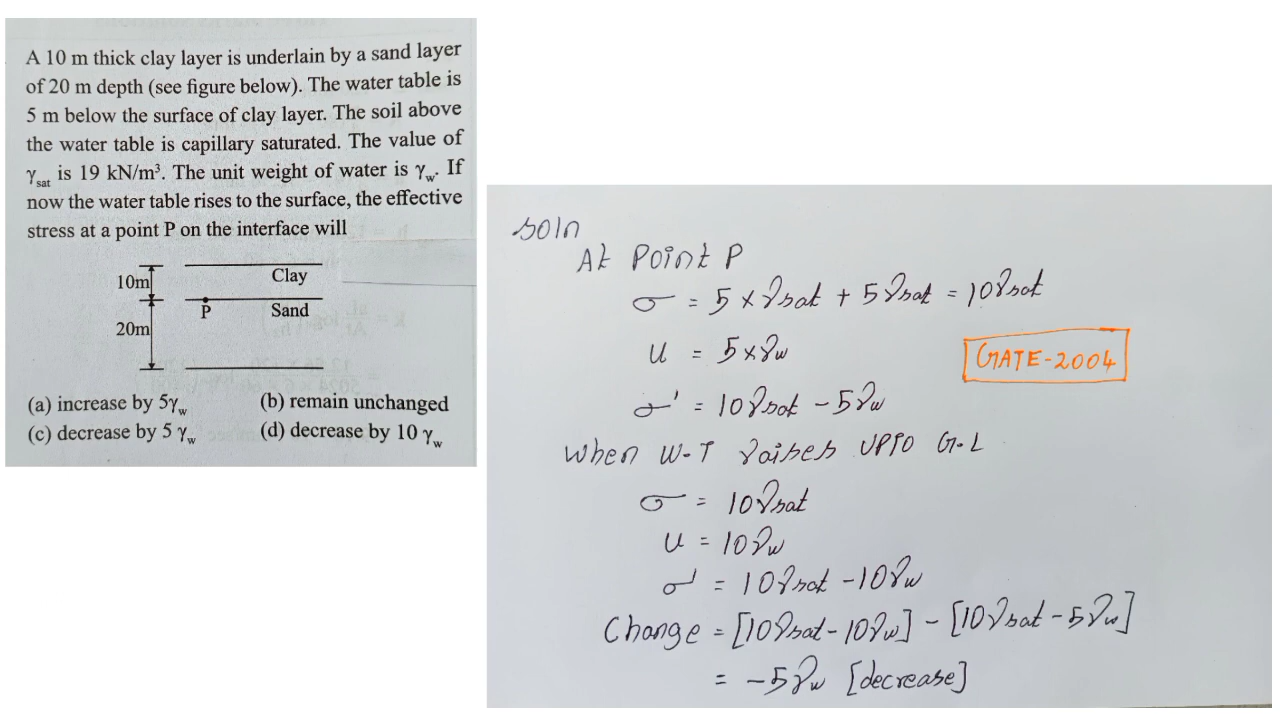 A 10 m thick clay layer is underlain by a sand layer
of 20 m depth (see figure below). The water table is
5 m below the surface of clay layer. The soil above
the water table is capillary saturated. The value of
γsat is 19 kN/m³. The unit weight of water is γw. If
now the water table rises to the surface, the effective
stress at a point P on the interface will
10m
Clay
P
Sand
20m
(a) increase by 5γw (b) remain unchanged
(c) decrease by 5 γw (d) decrease by 10 γw
Soln
At Point P
σ = 5 × γsat + 5γsat = 10γsat
u = 5×γw
GATE-2004
σ' = 10γsat - 5γw
When W-T raises UPTO G.L
σ = 10γsat
u = 10γw
σ' = 10γsat - 10γw
Change = [10γsat - 10γw] - [10γsat - 5γw]
= -5γw [decrease]